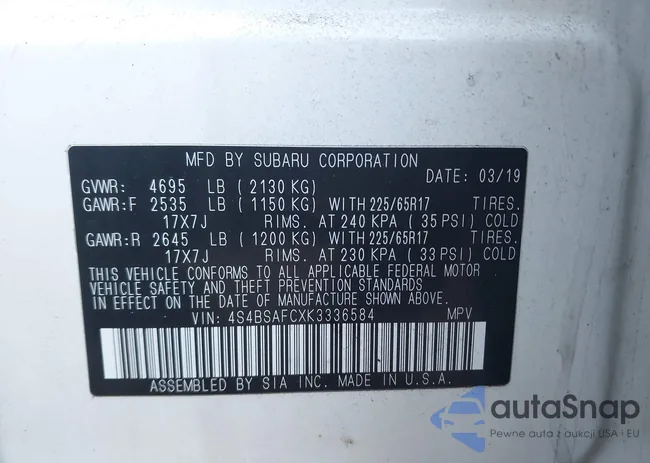 MFD BY SUBARU CORPORATION
DATE: 03/19
GVWR: 4695 LB (2130 KG)
GAWR:F 2535 LB (1150 KG) WITH 225/65R17 TIRES.
17X7J RIMS. AT 240 KPA (35 PSI) COLD
GAWR:R 2645 LB (1200 KG) WITH 225/65R17 TIRES.
17X7J RIMS. AT 230 KPA (33 PSI) COLD
THIS VEHICLE CONFORMS TO ALL APPLICABLE FEDERAL MOTOR
VEHICLE SAFETY AND THEFT PREVENTION STANDARDS
IN EFFECT ON THE DATE OF MANUFACTURE SHOWN ABOVE.
VIN: 4S4BSAFCXK3336584 MPV
ASSEMBLED BY SIA INC. MADE IN U.S.A.
autaSnap
Pewne auta z aukcji USA i EU